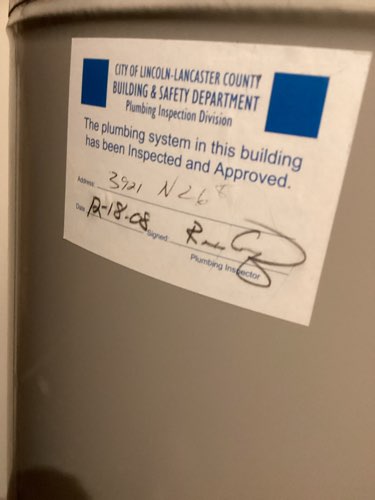 CITY OF LINCOLN-LANCASTER COUNTY
BUILDING & SAFETY DEPARTMENT
Plumbing Inspection Division
The plumbing system in this building
has been Inspected and Approved.
Address: 3921 N 26th
Date: 12-18-08 Signed:
Plumbing Inspector